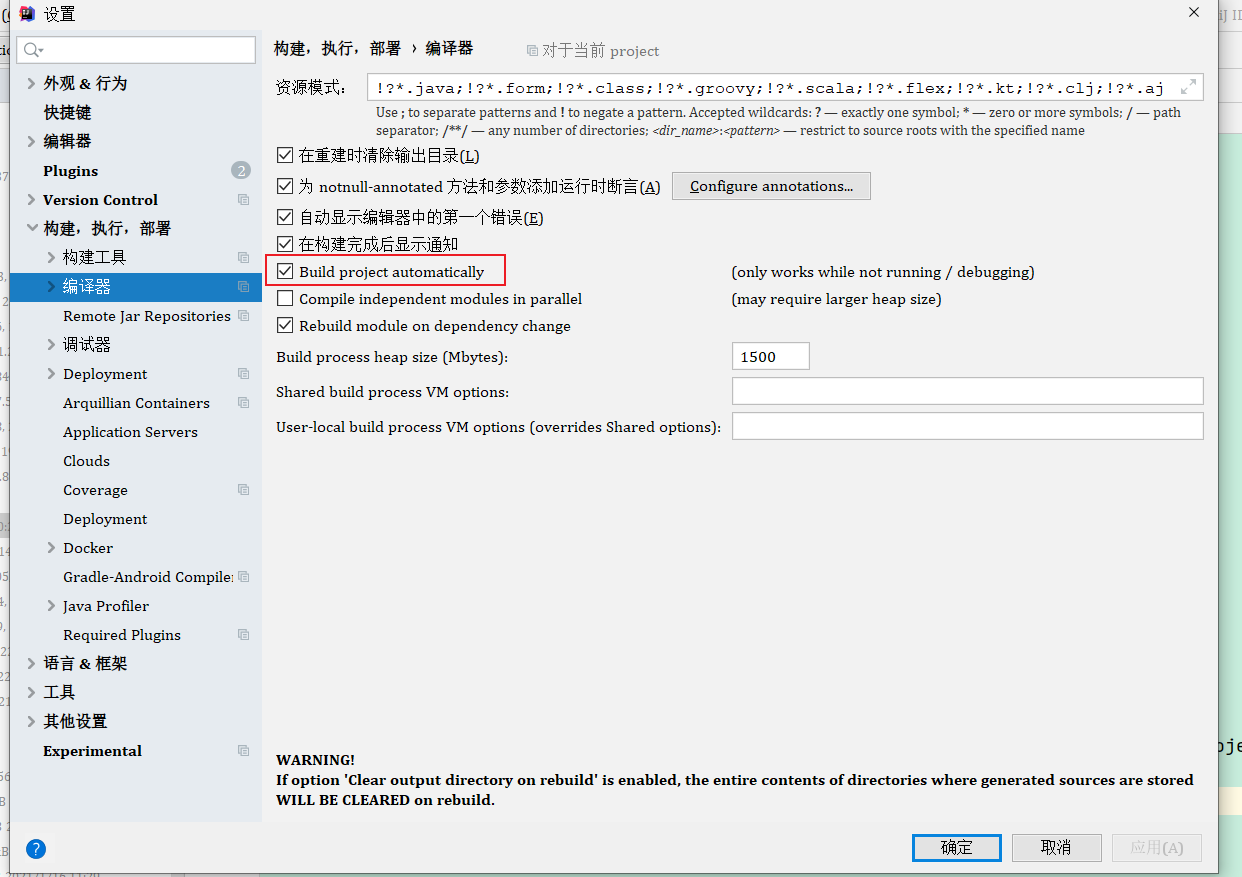 设置
构建，执行，部署 › 编译器
对于当前 project
外观 & 行为
快捷键
编辑器
Plugins
2
Version Control
构建，执行，部署
构建工具
编译器
Remote Jar Repositories
调试器
Deployment
Arquillian Containers
Application Servers
Clouds
Coverage
Deployment
Docker
Gradle-Android Compiler
Java Profiler
Required Plugins
语言 & 框架
工具
其他设置
Experimental
资源模式：
!?*.java;!?*.form;!?*.class;!?*.groovy;!?*.scala;!?*.flex;!?*.kt;!?*.clj;!?*.aj
Use ; to separate patterns and ! to negate a pattern. Accepted wildcards: ? — exactly one symbol; * — zero or more symbols; / — path
separator; /**/ — any number of directories; <dir_name>:<pattern> — restrict to source roots with the specified name
在重建时清除输出目录(L)
为 notnull-annotated 方法和参数添加运行时断言(A)
Configure annotations...
自动显示编辑器中的第一个错误(E)
在构建完成后显示通知
Build project automatically
(only works while not running / debugging)
Compile independent modules in parallel
(may require larger heap size)
Rebuild module on dependency change
Build process heap size (Mbytes):
1500
Shared build process VM options:
User-local build process VM options (overrides Shared options):
WARNING!
If option 'Clear output directory on rebuild' is enabled, the entire contents of directories where generated sources are stored
WILL BE CLEARED on rebuild.
?
确定
取消
应用(A)